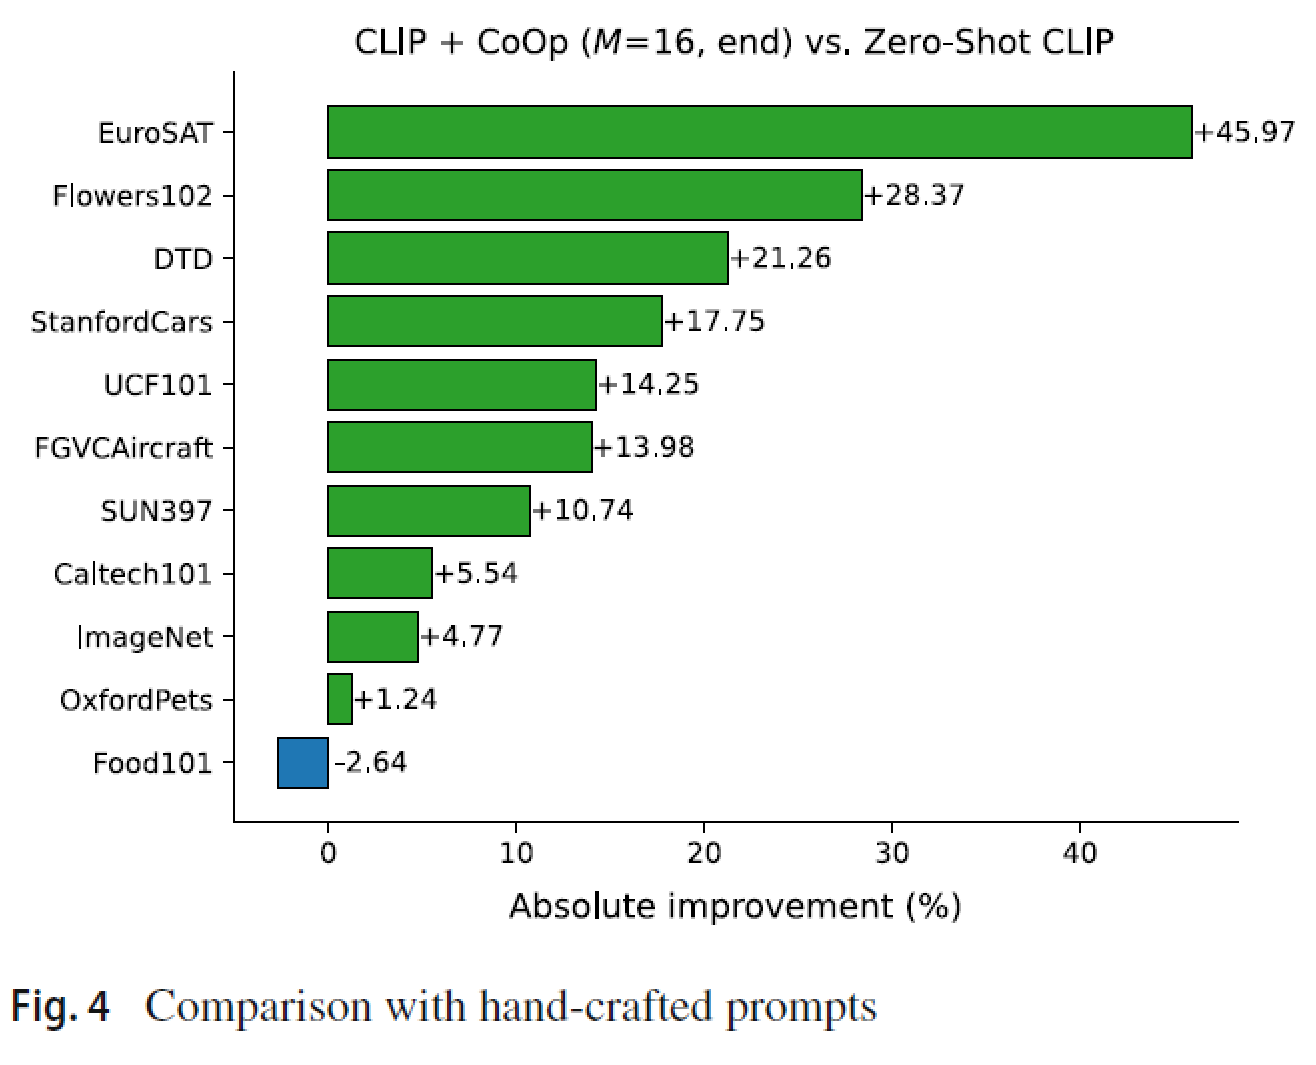 CLIP + CoOp (M=16, end) vs. Zero-Shot CLIP
EuroSAT +45.97
Flowers102 +28.37
DTD +21.26
StanfordCars +17.75
UCF101 +14.25
FGVCAircraft +13.98
SUN397 +10.74
Caltech101 +5.54
ImageNet +4.77
OxfordPets +1.24
Food101 -2.64
0 10 20 30 40
Absolute improvement (%)
Fig. 4 Comparison with hand-crafted prompts